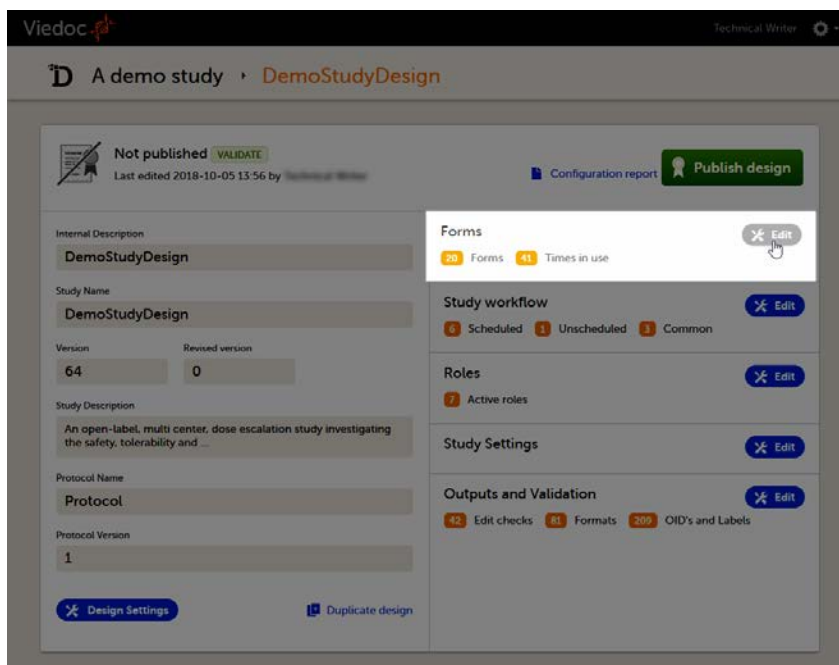 Viedoc
Technical Writer
A demo study
DemoStudyDesign
Not published VALIDATE
Last edited 2018-10-05 13:56 by
Configuration report
Publish design
Internal Description
DemoStudyDesign
Study Name
DemoStudyDesign
Version Revised version
64 0
Study Description
An open-label, multi center, dose escalation study investigating
the safety, tolerability and ...
Protocol Name
Protocol
Protocol Version
1
Design Settings
Duplicate design
Forms
Edit
20 Forms 41 Times in use
Study workflow
Edit
6 Scheduled 1 Unscheduled 3 Common
Roles
Edit
7 Active roles
Study Settings
Edit
Outputs and Validation
Edit
42 Edit checks 81 Formats 209 OID's and Labels